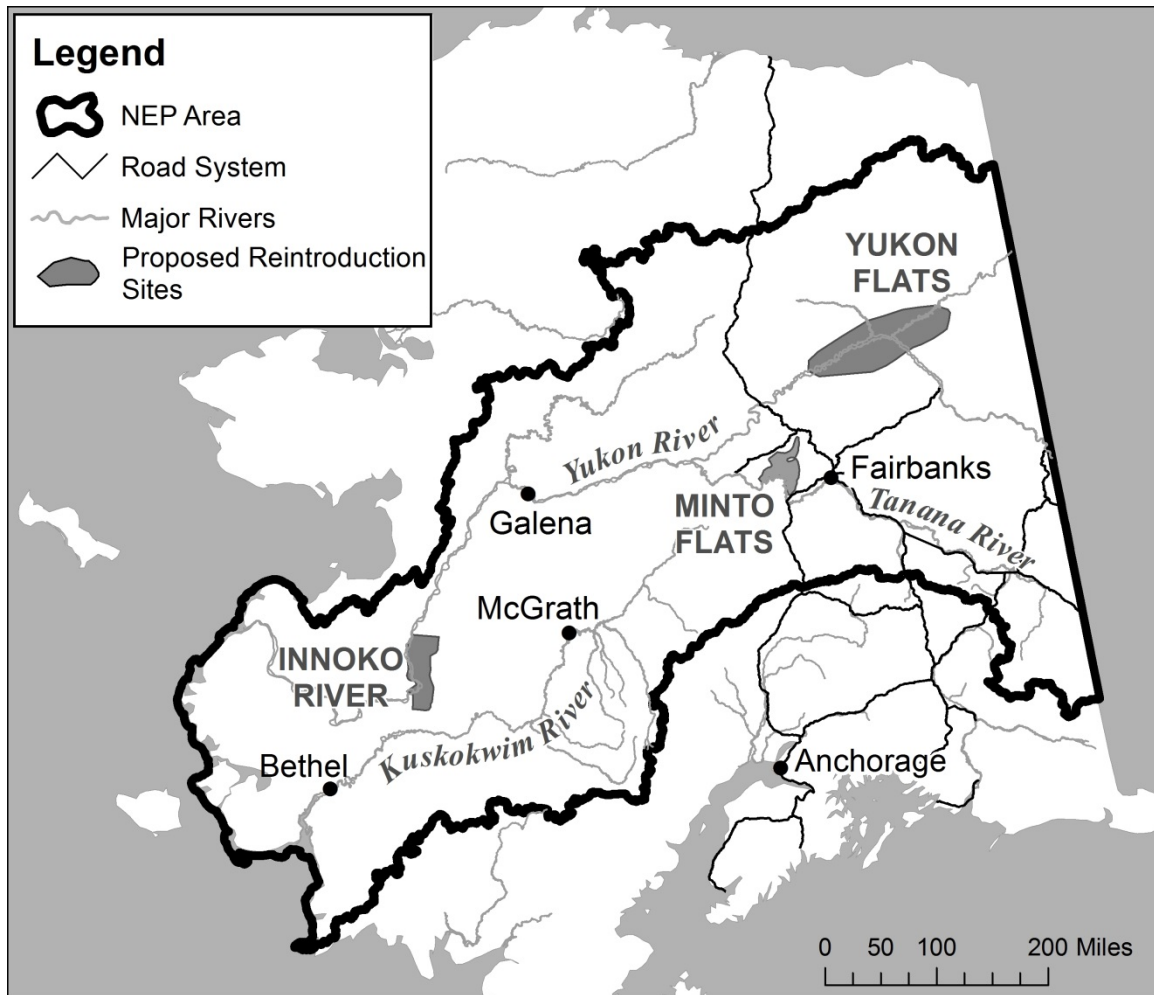 Legend
NEP Area
Road System
Major Rivers
Proposed Reintroduction
Sites
YUKON
FLATS
Yukon River
Fairbanks
Galena
MINTO
FLATS
Tanana River
McGrath
INNOKO
RIVER
Kuskokwim River
Bethel
Anchorage
0 50 100 200 Miles